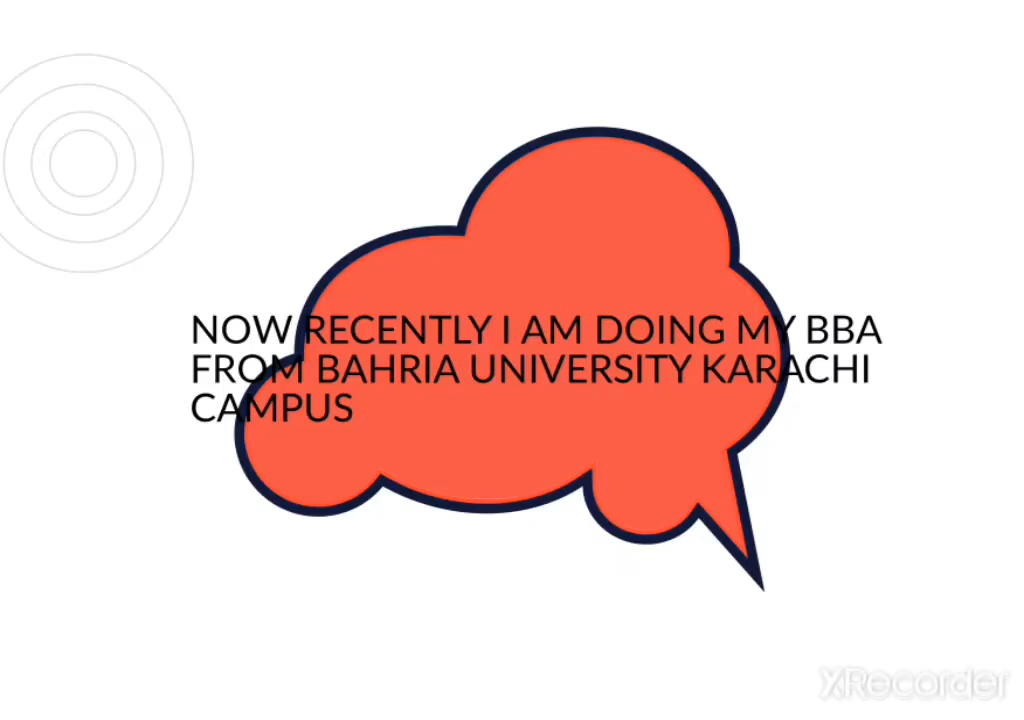 NOW RECENTLY I AM DOING MY BBA
FROM BAHRIA UNIVERSITY KARACHI
CAMPUS
XRecorder